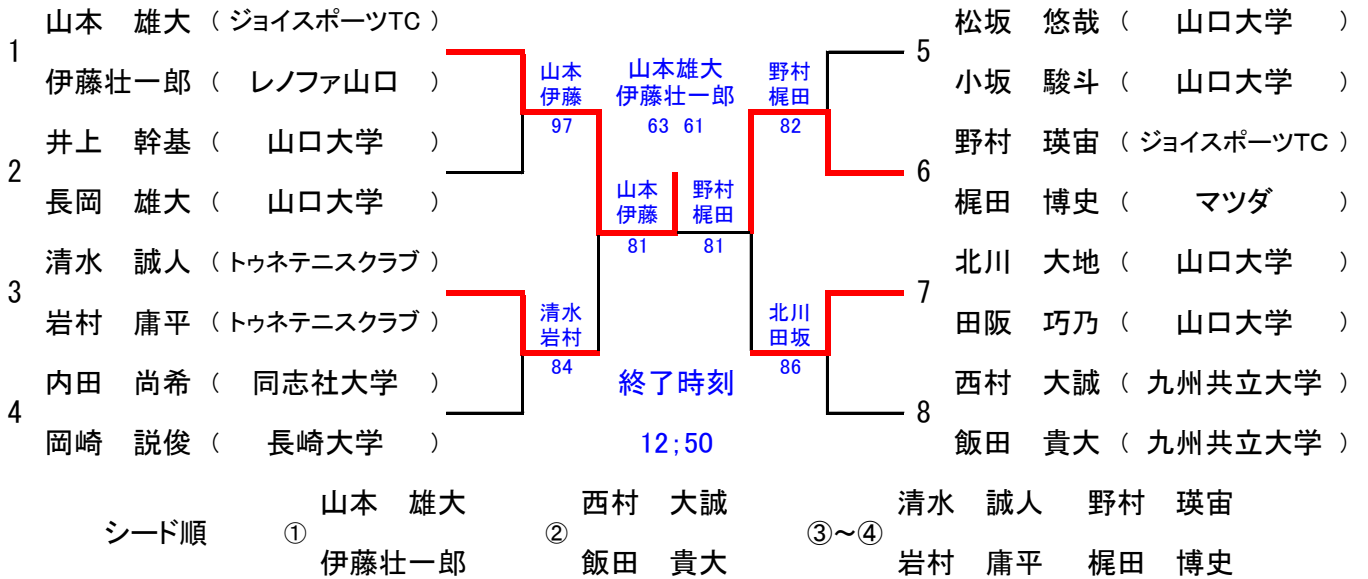 山本　雄大 （ ジョイスポーツTC ）
1
伊藤壮一郎 （ レノファ山口 ）
井上　幹基 （ 山口大学 ）
2
長岡　雄大 （ 山口大学 ）
清水　誠人 （ トゥネテニスクラブ ）
3
岩村　庸平 （ トゥネテニスクラブ ）
内田　尚希 （ 同志社大学 ）
4
岡崎　説俊 （ 長崎大学 ）
山本
伊藤
97
清水
岩村
84
山本
伊藤
81
山本雄大
伊藤壮一郎
63 61
野村
梶田
81
終了時刻
12;50
野村
梶田
82
北川
田坂
86
松坂　悠哉 （ 山口大学 ）
5
小坂　駿斗 （ 山口大学 ）
野村　瑛宙 （ ジョイスポーツTC ）
6
梶田　博史 （ マツダ ）
北川　大地 （ 山口大学 ）
7
田阪　巧乃 （ 山口大学 ）
西村　大誠 （ 九州共立大学 ）
8
飯田　貴大 （ 九州共立大学 ）
シード順
①
山本　雄大
伊藤壮一郎
②
西村　大誠
飯田　貴大
③～④
清水　誠人　野村　瑛宙
岩村　庸平　梶田　博史